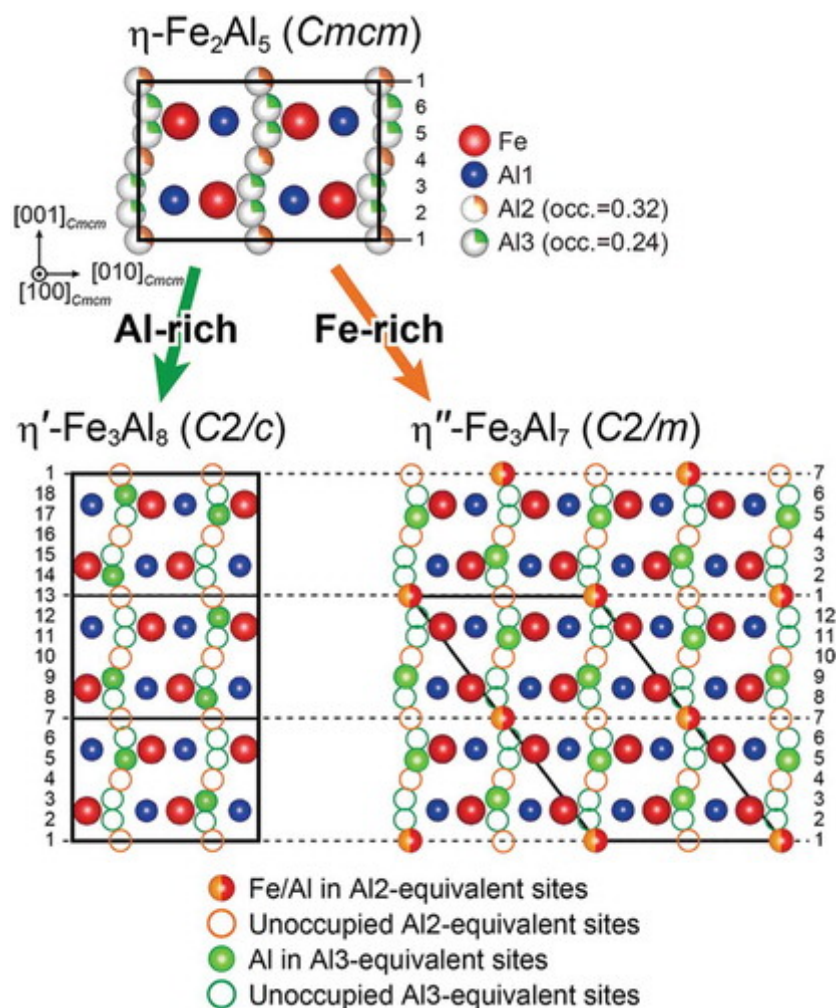 η-Fe₂Al₅ (Cmcm)
1
6
5
4
3
2
1
Fe
Al1
Al2 (occ.=0.32)
Al3 (occ.=0.24)
[001]Cmcm
[010]Cmcm
[100]Cmcm
Al-rich
Fe-rich
η′-Fe₃Al₈ (C2/c)
η″-Fe₃Al₇ (C2/m)
1
18
17
16
15
14
13
12
11
10
9
8
7
6
5
4
3
2
1
7
6
5
4
3
2
1
12
11
10
9
8
7
6
5
4
3
2
1
Fe/Al in Al2-equivalent sites
Unoccupied Al2-equivalent sites
Al in Al3-equivalent sites
Unoccupied Al3-equivalent sites